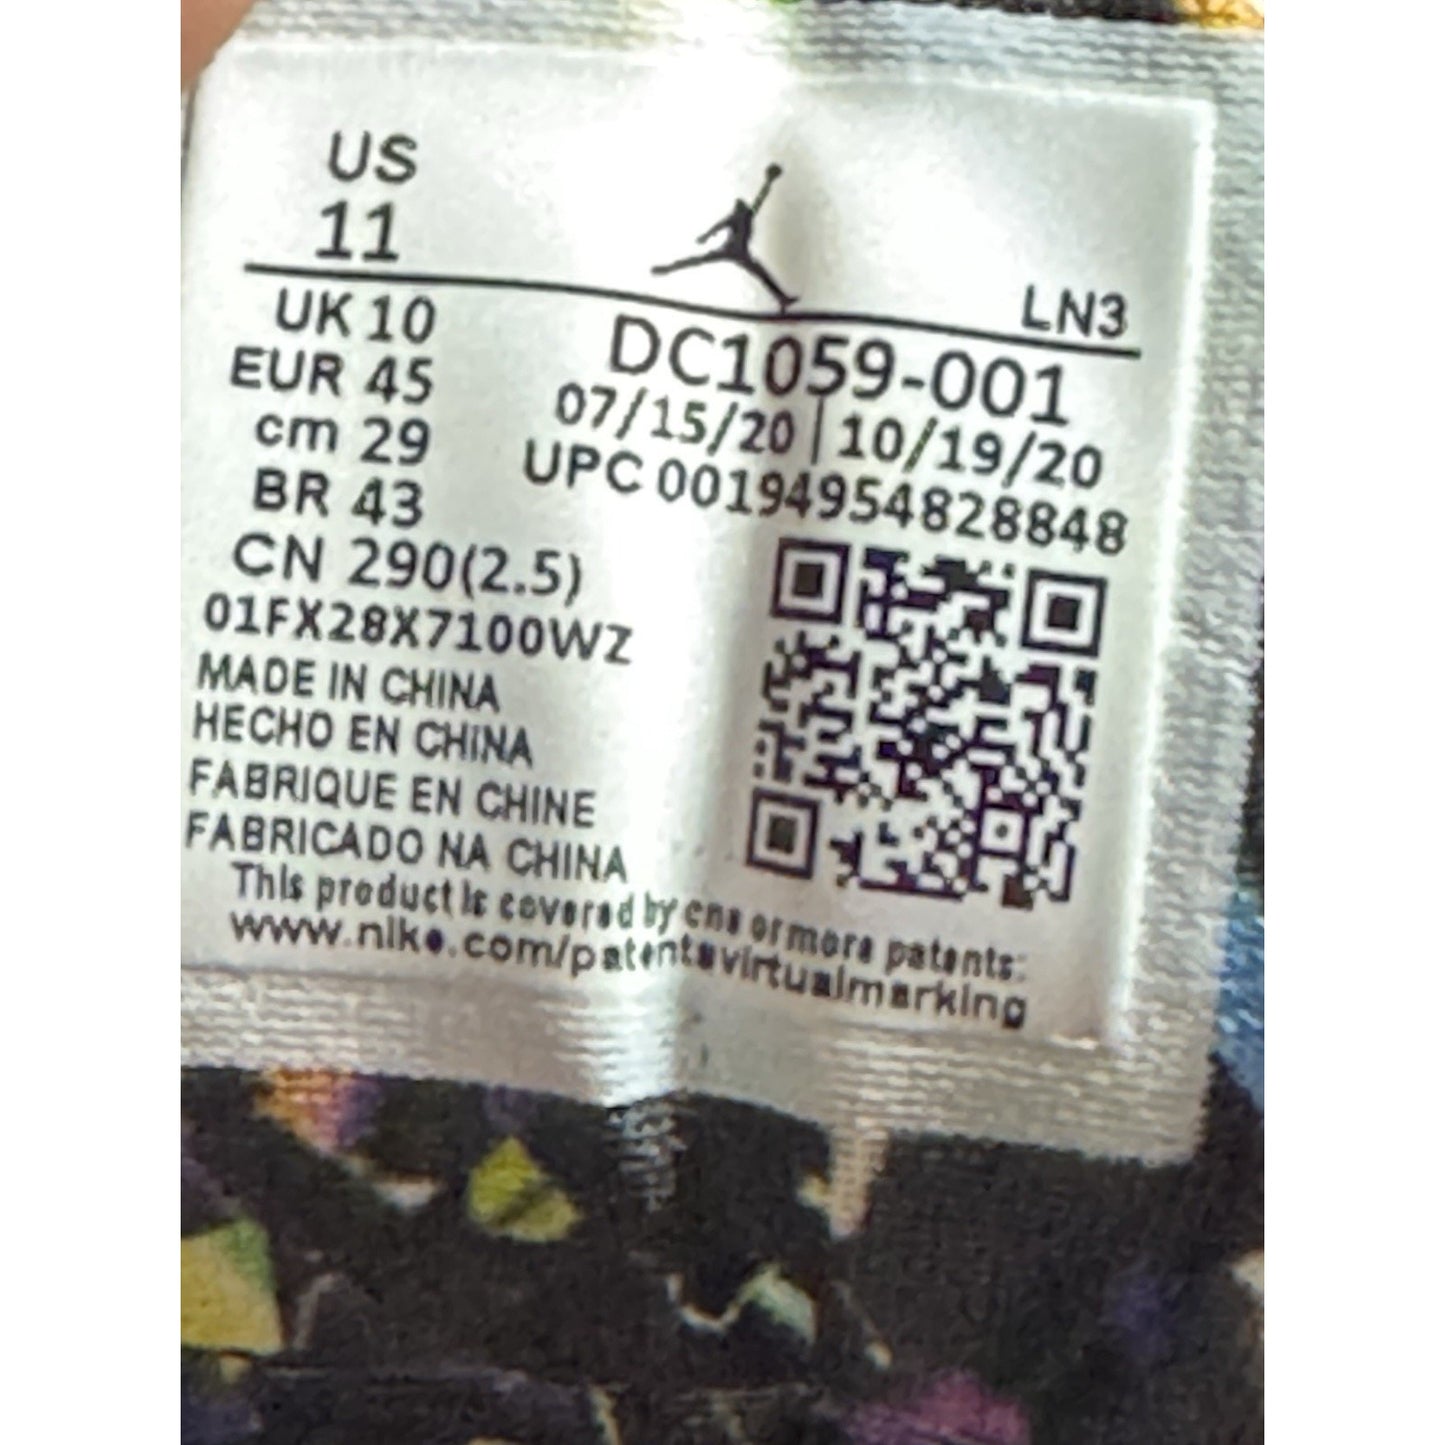 US
11
LN3
UK 10
EUR 45
cm 29
BR 43
CN 290(2.5)
DC1059-001
07/15/20 | 10/19/20
UPC 00194954828848
01FX28X7100WZ
MADE IN CHINA
HECHO EN CHINA
FABRIQUE EN CHINE
FABRICADO NA CHINA
This product is covered by one or more patents:
www.nike.com/patentsvirtualmarking